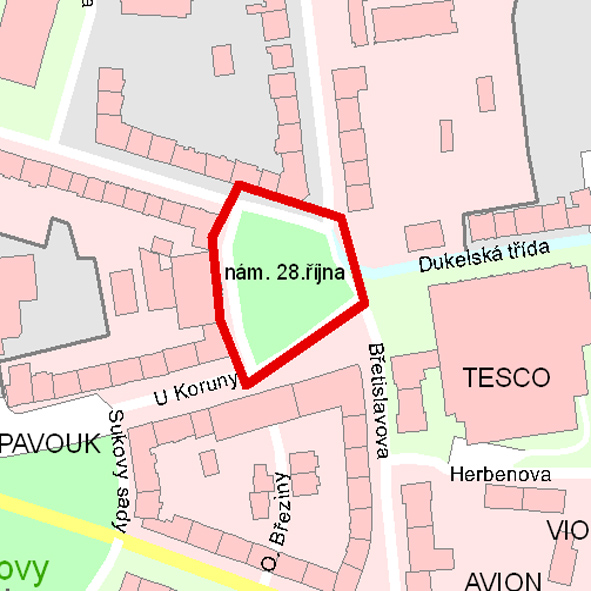 a
nám. 28.října
Dukelská třída
U Koruny
Břetislavova
TESCO
PAVOUK
Sukovy sady
Herbenova
O. Březiny
VIO
ovy
AVION